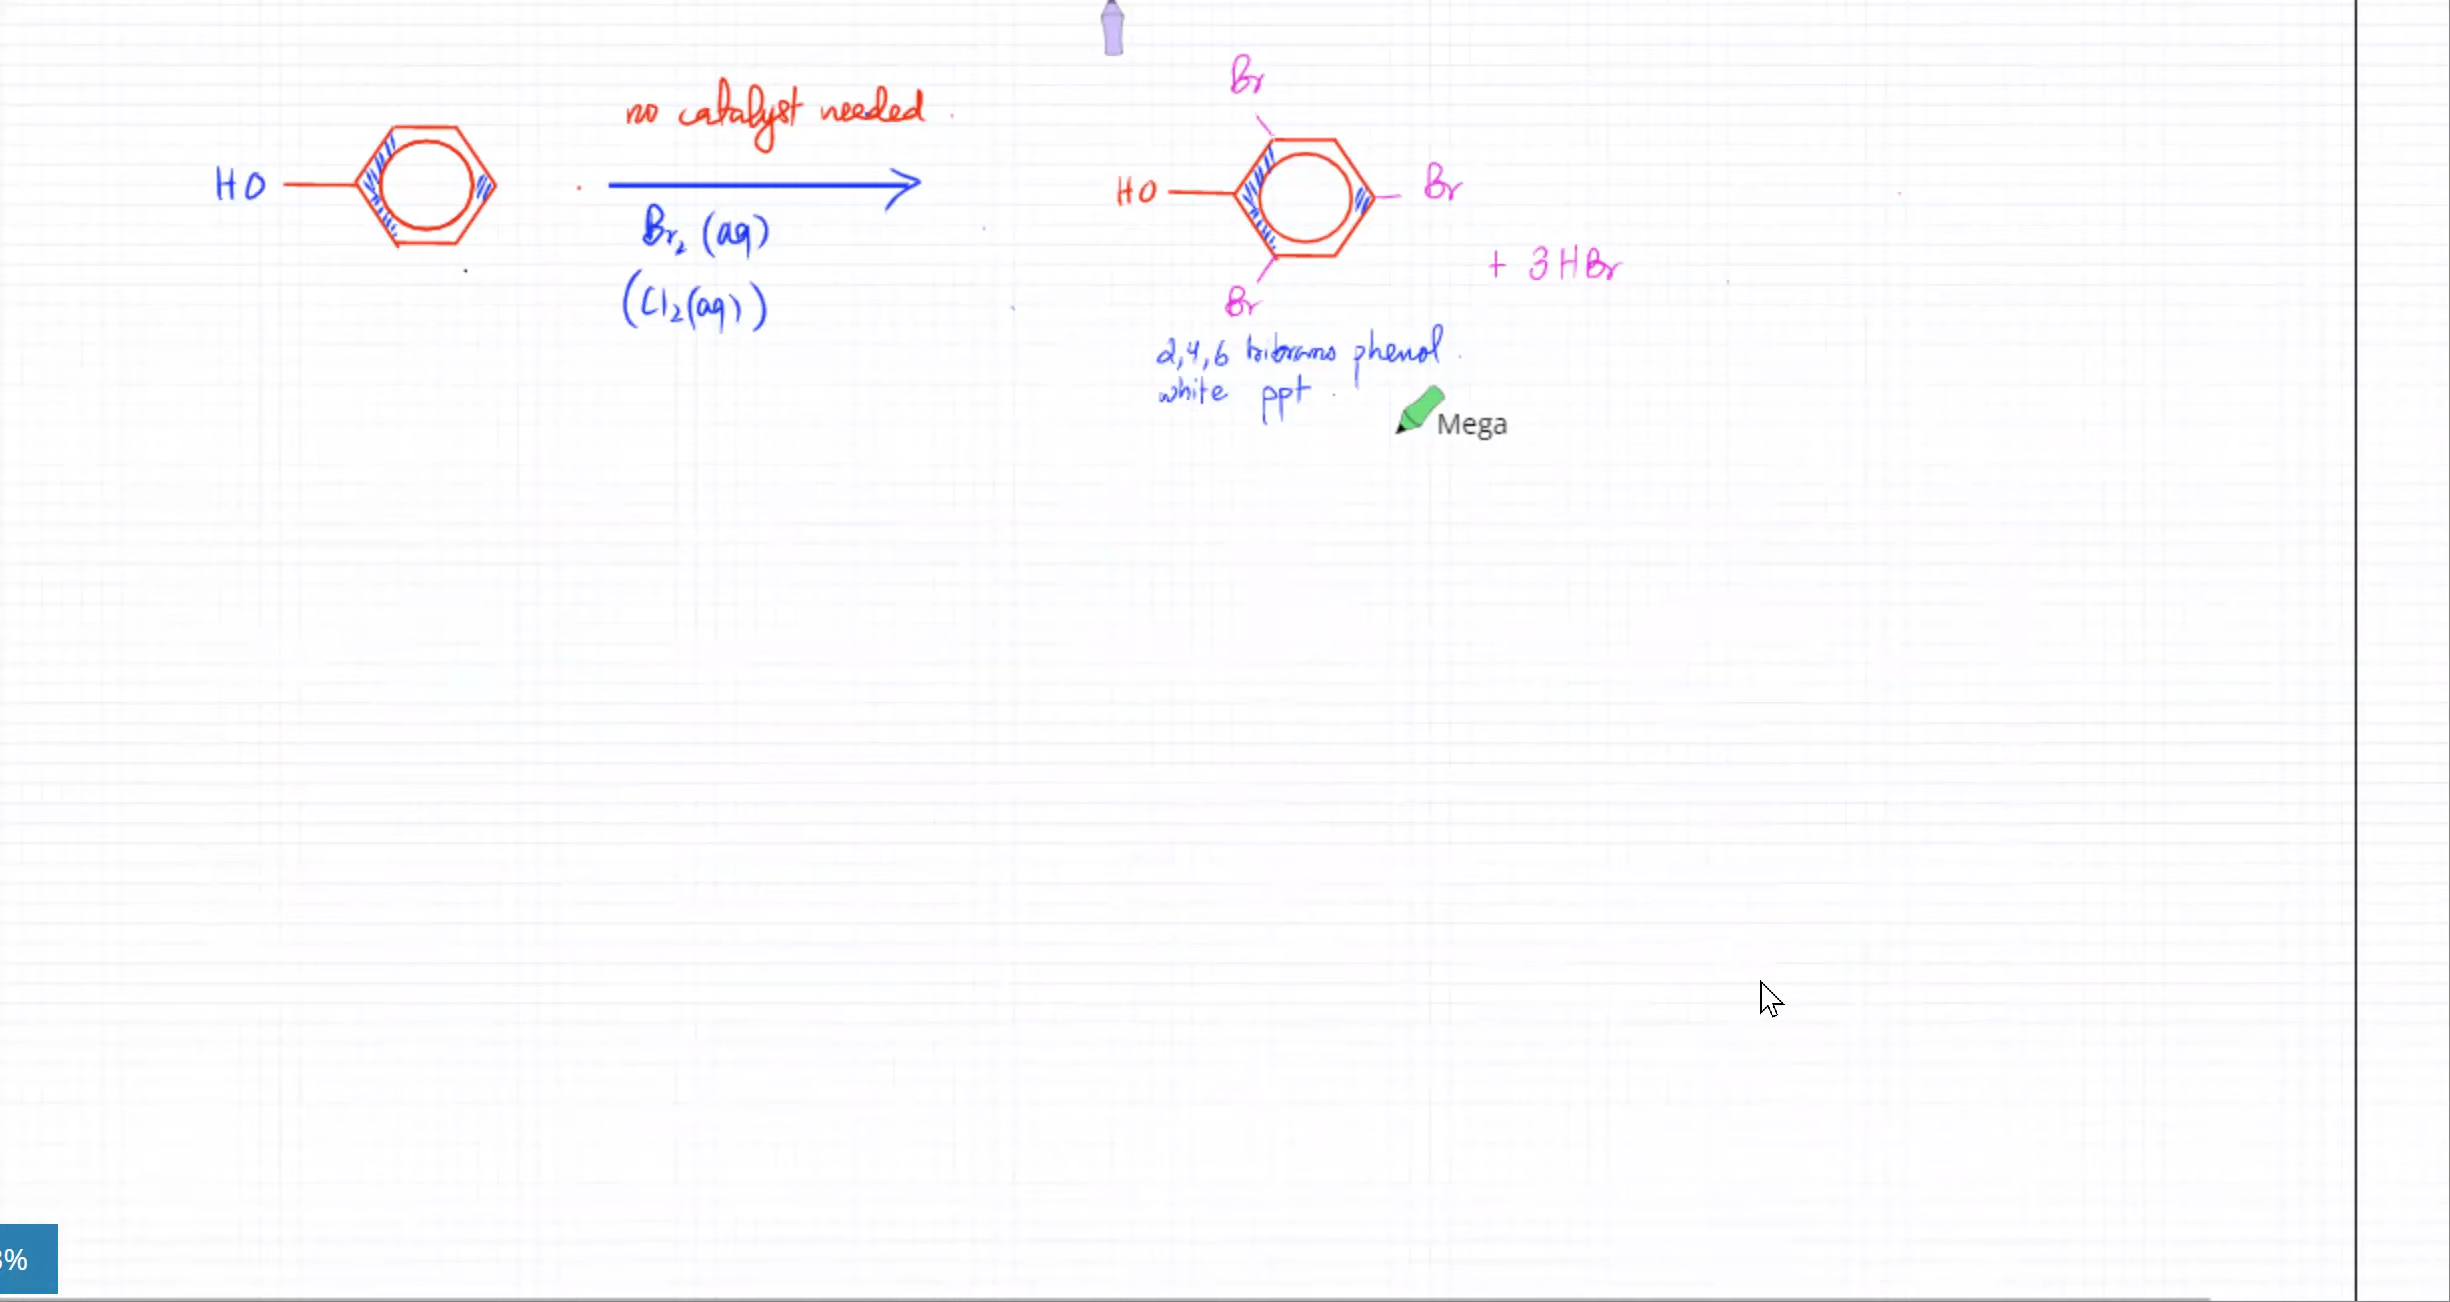 Br
no catalyst needed
HO
HO
Br
Br₂ (aq)
+ 3HBr
(Cl₂(aq))
Br
2,4,6 tribromo phenol
white ppt
Mega
3%